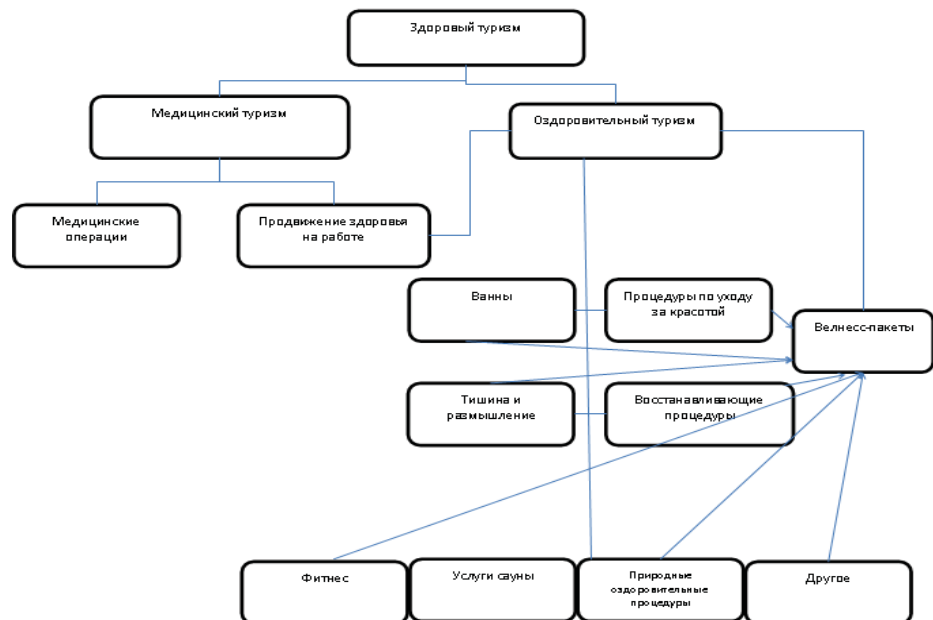 Здоровый туризм
Медицинский туризм
Оздоровительный туризм
Медицинские
операции
Продвижение здоровья
на работе
Ванны
Процедуры по уходу
за красотой
Велнесс-пакеты
Тишина и
размышление
Восстанавливающие
процедуры
Фитнес
Услуги сауны
Природные
оздоровительные
процедуры
Другое